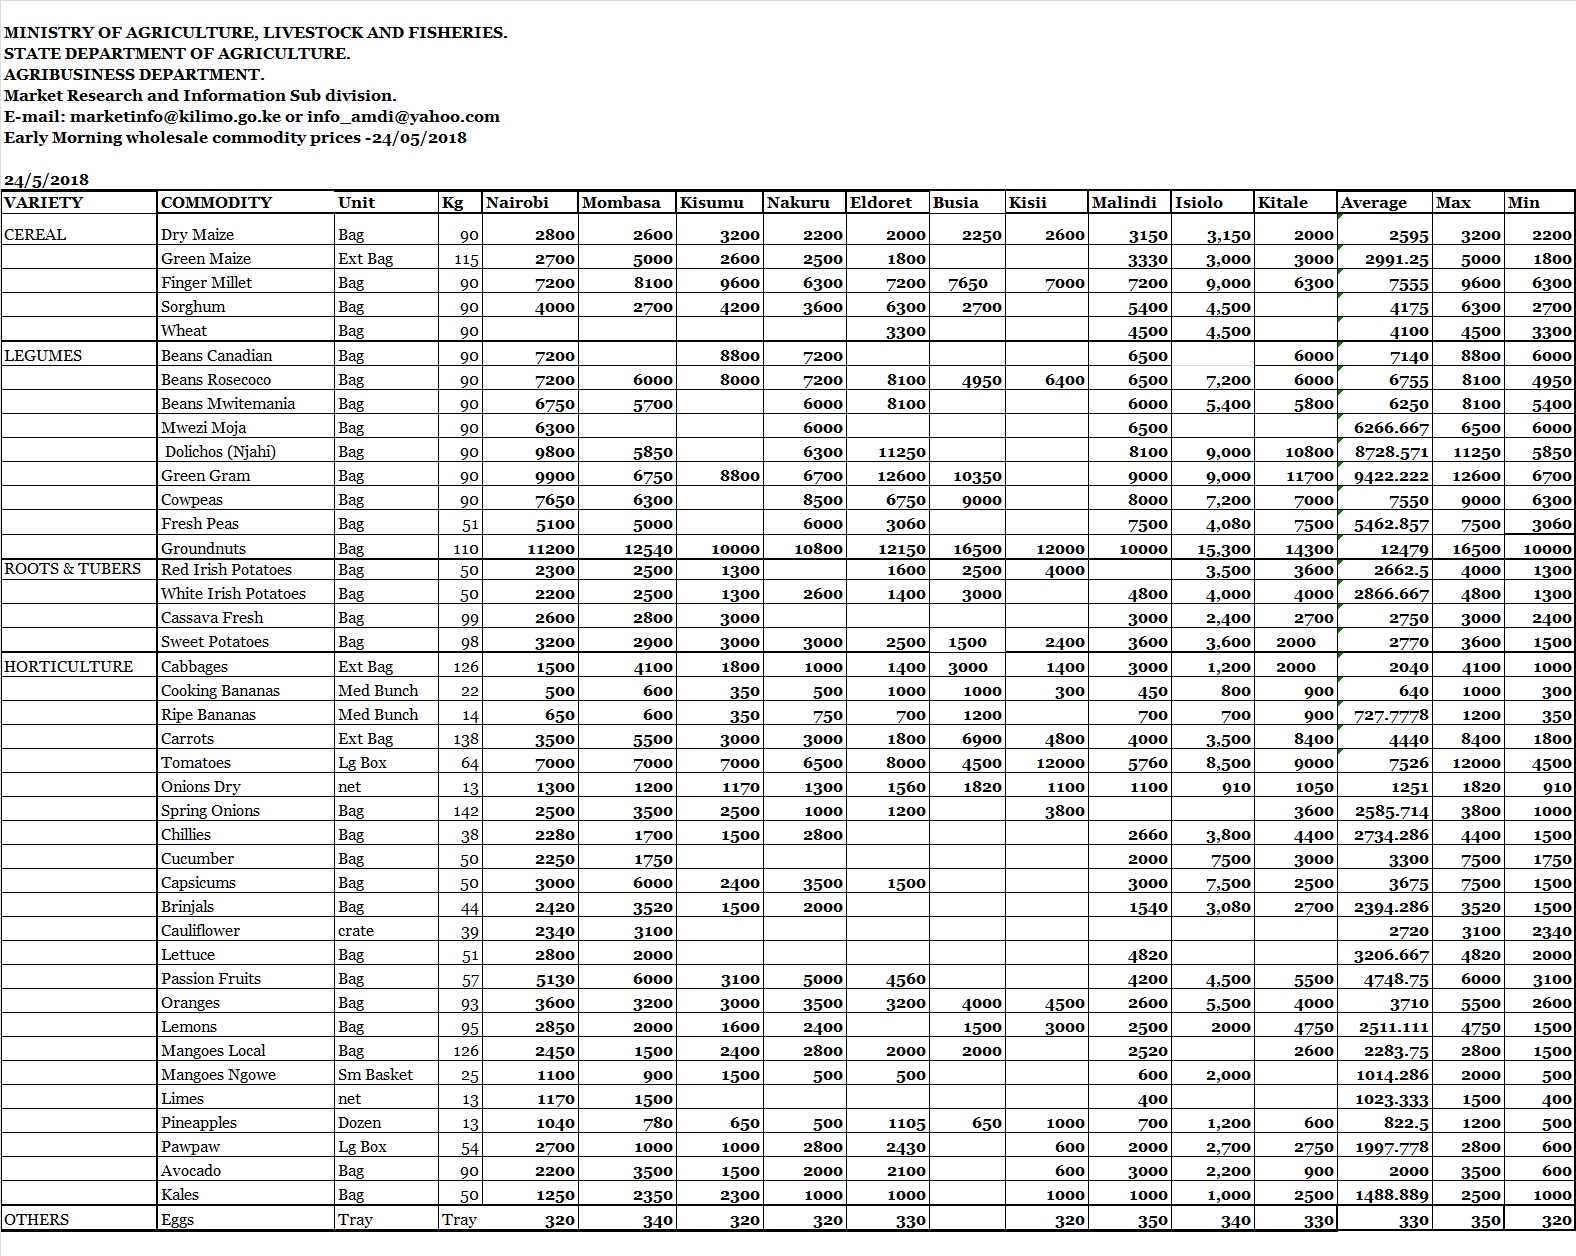 MINISTRY OF AGRICULTURE, LIVESTOCK AND FISHERIES.
STATE DEPARTMENT OF AGRICULTURE.
AGRIBUSINESS DEPARTMENT.
Market Research and Information Sub division.
E-mail: marketinfo@kilimo.go.ke or info_amdi@yahoo.com
Early Morning wholesale commodity prices -24/05/2018
24/5/2018
VARIETY COMMODITY Unit Kg Nairobi Mombasa Kisumu Nakuru Eldoret Busia Kisii Malindi Isiolo Kitale Average Max Min
CEREAL Dry Maize Bag 90 2800 2600 3200 2200 2000 2250 2600 3150 3,150 2000 2595 3200 2200
Green Maize Ext Bag 115 2700 5000 2600 2500 1800 3330 3,000 3000 2991.25 5000 1800
Finger Millet Bag 90 7200 8100 9600 6300 7200 7650 7000 7200 9,000 6300 7555 9600 6300
Sorghum Bag 90 4000 2700 4200 3600 6300 2700 5400 4,500 4175 6300 2700
Wheat Bag 90 3300 4500 4,500 4100 4500 3300
LEGUMES Beans Canadian Bag 90 7200 8800 7200 6500 6000 7140 8800 6000
Beans Rosecoco Bag 90 7200 6000 8000 7200 8100 4950 6400 6500 7,200 6000 6755 8100 4950
Beans Mwitemania Bag 90 6750 5700 6000 8100 6000 5,400 5800 6250 8100 5400
Mwezi Moja Bag 90 6300 6000 6500 6266.667 6500 6000
Dolichos (Njahi) Bag 90 9800 5850 6300 11250 8100 9,000 10800 8728.571 11250 5850
Green Gram Bag 90 9900 6750 8800 6700 12600 10350 9000 9,000 11700 9422.222 12600 6700
Cowpeas Bag 90 7650 6300 8500 6750 9000 8000 7,200 7000 7550 9000 6300
Fresh Peas Bag 51 5100 5000 6000 3060 7500 4,080 7500 5462.857 7500 3060
Groundnuts Bag 110 11200 12540 10000 10800 12150 16500 12000 10000 15,300 14300 12479 16500 10000
ROOTS & TUBERS Red Irish Potatoes Bag 50 2300 2500 1300 1600 2500 4000 3,500 3600 2662.5 4000 1300
White Irish Potatoes Bag 50 2200 2500 1300 2600 1400 3000 4800 4,000 4000 2866.667 4800 1300
Cassava Fresh Bag 99 2600 2800 3000 3000 2,400 2700 2750 3000 2400
Sweet Potatoes Bag 98 3200 2900 3000 3000 2500 1500 2400 3600 3,600 2000 2770 3600 1500
HORTICULTURE Cabbages Ext Bag 126 1500 4100 1800 1000 1400 3000 1400 3000 1,200 2000 2040 4100 1000
Cooking Bananas Med Bunch 22 500 600 350 500 1000 1000 300 450 800 900 640 1000 300
Ripe Bananas Med Bunch 14 650 600 350 750 700 1200 700 700 900 727.7778 1200 350
Carrots Ext Bag 138 3500 5500 3000 3000 1800 6900 4800 4000 3,500 8400 4440 8400 1800
Tomatoes Lg Box 64 7000 7000 7000 6500 8000 4500 12000 5760 8,500 9000 7526 12000 4500
Onions Dry net 13 1300 1200 1170 1300 1560 1820 1100 1100 910 1050 1251 1820 910
Spring Onions Bag 142 2500 3500 2500 1000 1200 3800 3600 2585.714 3800 1000
Chillies Bag 38 2280 1700 1500 2800 2660 3,800 4400 2734.286 4400 1500
Cucumber Bag 50 2250 1750 2000 7500 3000 3300 7500 1750
Capsicums Bag 50 3000 6000 2400 3500 1500 3000 7,500 2500 3675 7500 1500
Brinjals Bag 44 2420 3520 1500 2000 1540 3,080 2700 2394.286 3520 1500
Cauliflower crate 39 2340 3100 2720 3100 2340
Lettuce Bag 51 2800 2000 4820 3206.667 4820 2000
Passion Fruits Bag 57 5130 6000 3100 5000 4560 4200 4,500 5500 4748.75 6000 3100
Oranges Bag 93 3600 3200 3000 3500 3200 4000 4500 2600 5,500 4000 3710 5500 2600
Lemons Bag 95 2850 2000 1600 2400 1500 3000 2500 2000 4750 2511.111 4750 1500
Mangoes Local Bag 126 2450 1500 2400 2800 2000 2000 2520 2600 2283.75 2800 1500
Mangoes Ngowe Sm Basket 25 1100 900 1500 500 500 600 2,000 1014.286 2000 500
Limes net 13 1170 1500 400 1023.333 1500 400
Pineapples Dozen 13 1040 780 650 500 1105 650 1000 700 1,200 600 822.5 1200 500
Pawpaw Lg Box 54 2700 1000 1000 2800 2430 600 2000 2,700 2750 1997.778 2800 600
Avocado Bag 90 2200 3500 1500 2000 2100 600 3000 2,200 900 2000 3500 600
Kales Bag 50 1250 2350 2300 1000 1000 1000 1000 1,000 2500 1488.889 2500 1000
OTHERS Eggs Tray Tray 320 340 320 320 330 320 350 340 330 330 350 320